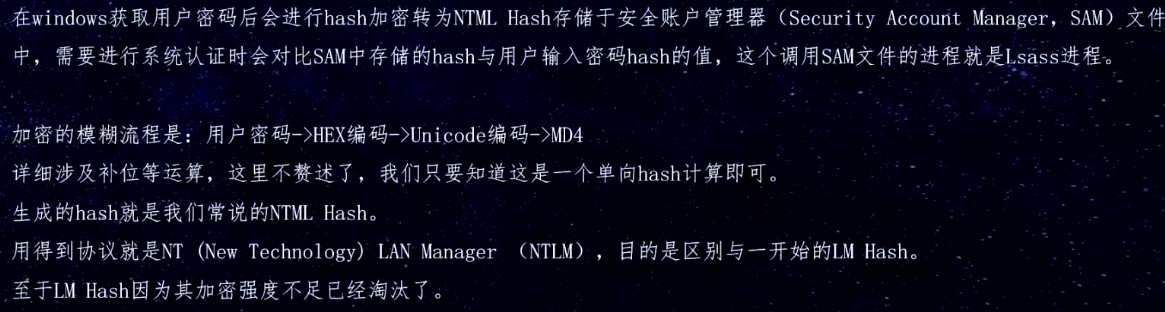 在windows获取用户密码后会进行hash加密转为NTML Hash存储于安全账户管理器（Security Account Manager，SAM）文件
中，需要进行系统认证时会对比SAM中存储的hash与用户输入密码hash的值，这个调用SAM文件的进程就是Lsass进程。
加密的模糊流程是：用户密码->HEX编码->Unicode编码->MD4
详细涉及补位等运算，这里不赘述了，我们只要知道这是一个单向hash计算即可。
生成的hash就是我们常说的NTML Hash。
用得到协议就是NT (New Technology) LAN Manager （NTLM），目的是区别与一开始的LM Hash。
至于LM Hash因为其加密强度不足已经淘汰了。